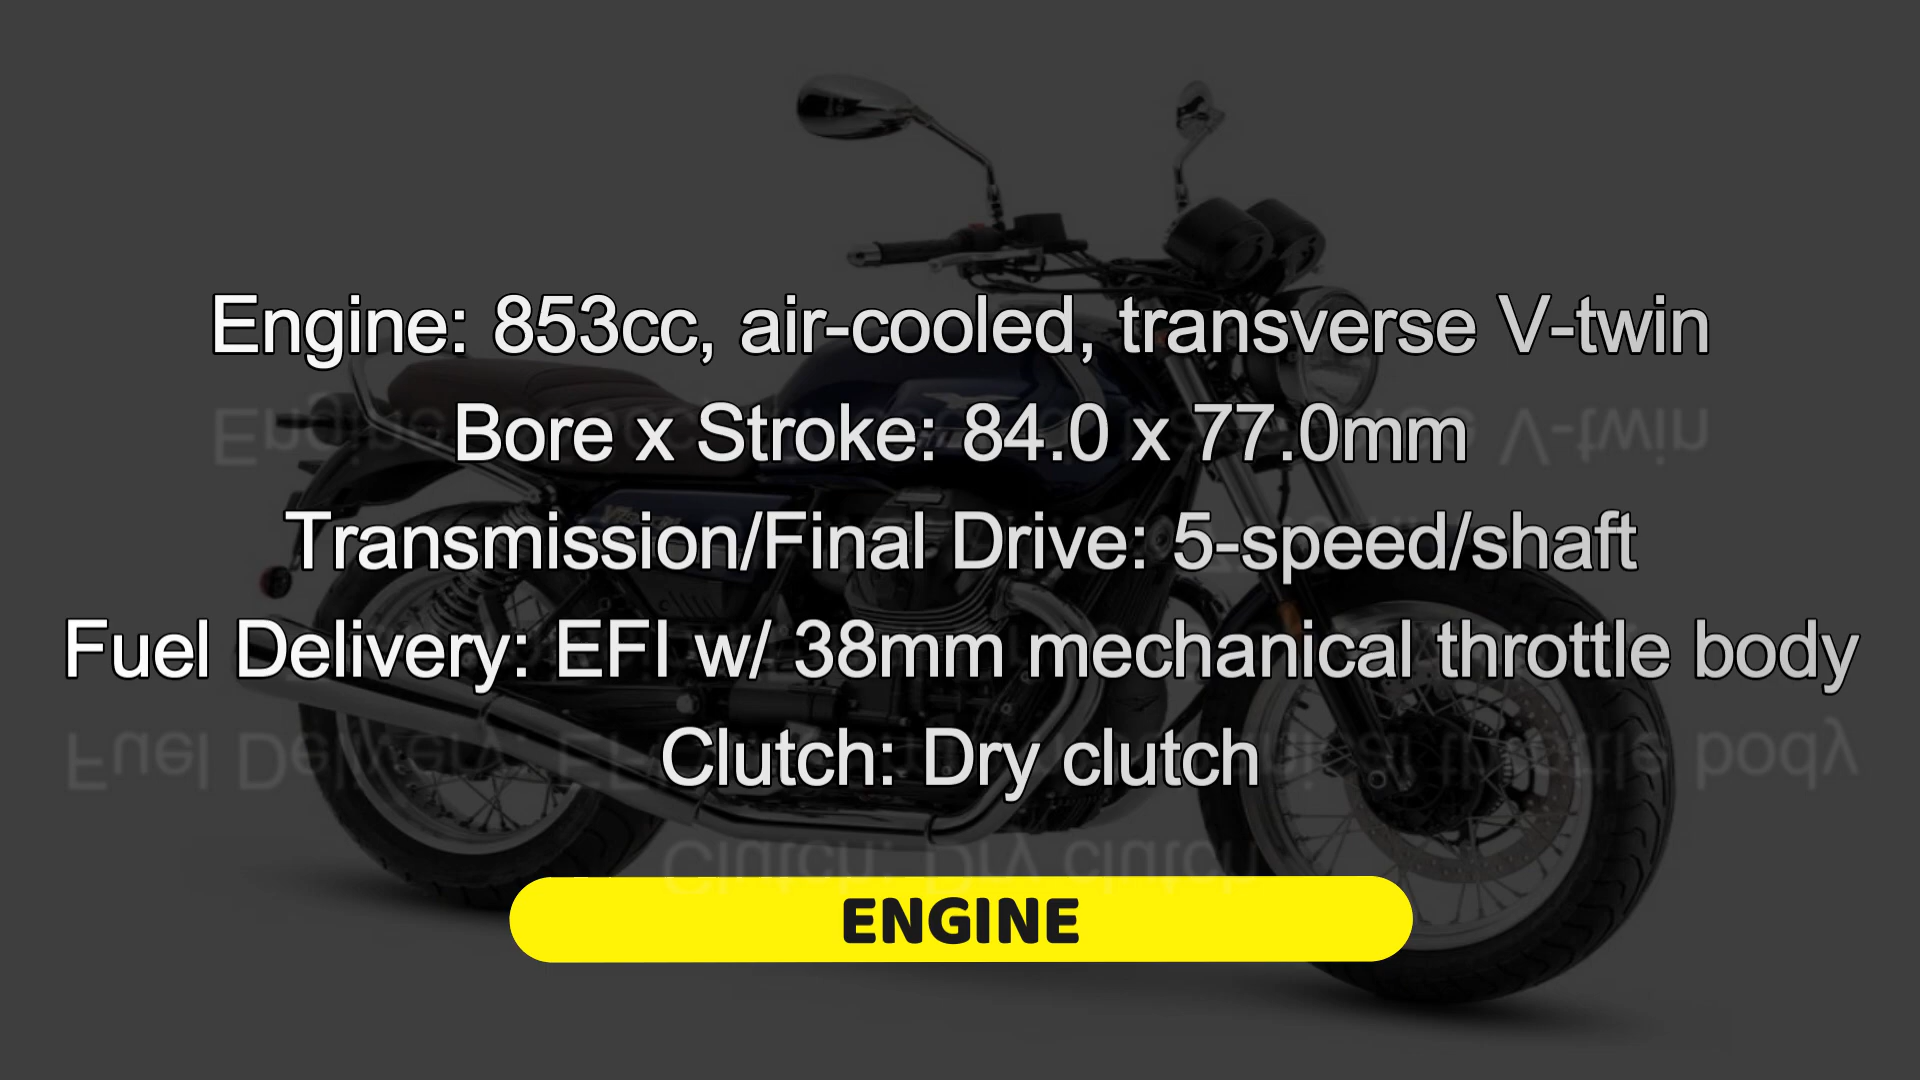 Engine: 853cc, air-cooled, transverse V-twin
Bore x Stroke: 84.0 x 77.0mm
Transmission/Final Drive: 5-speed/shaft
Fuel Delivery: EFI w/ 38mm mechanical throttle body
Clutch: Dry clutch
ENGINE